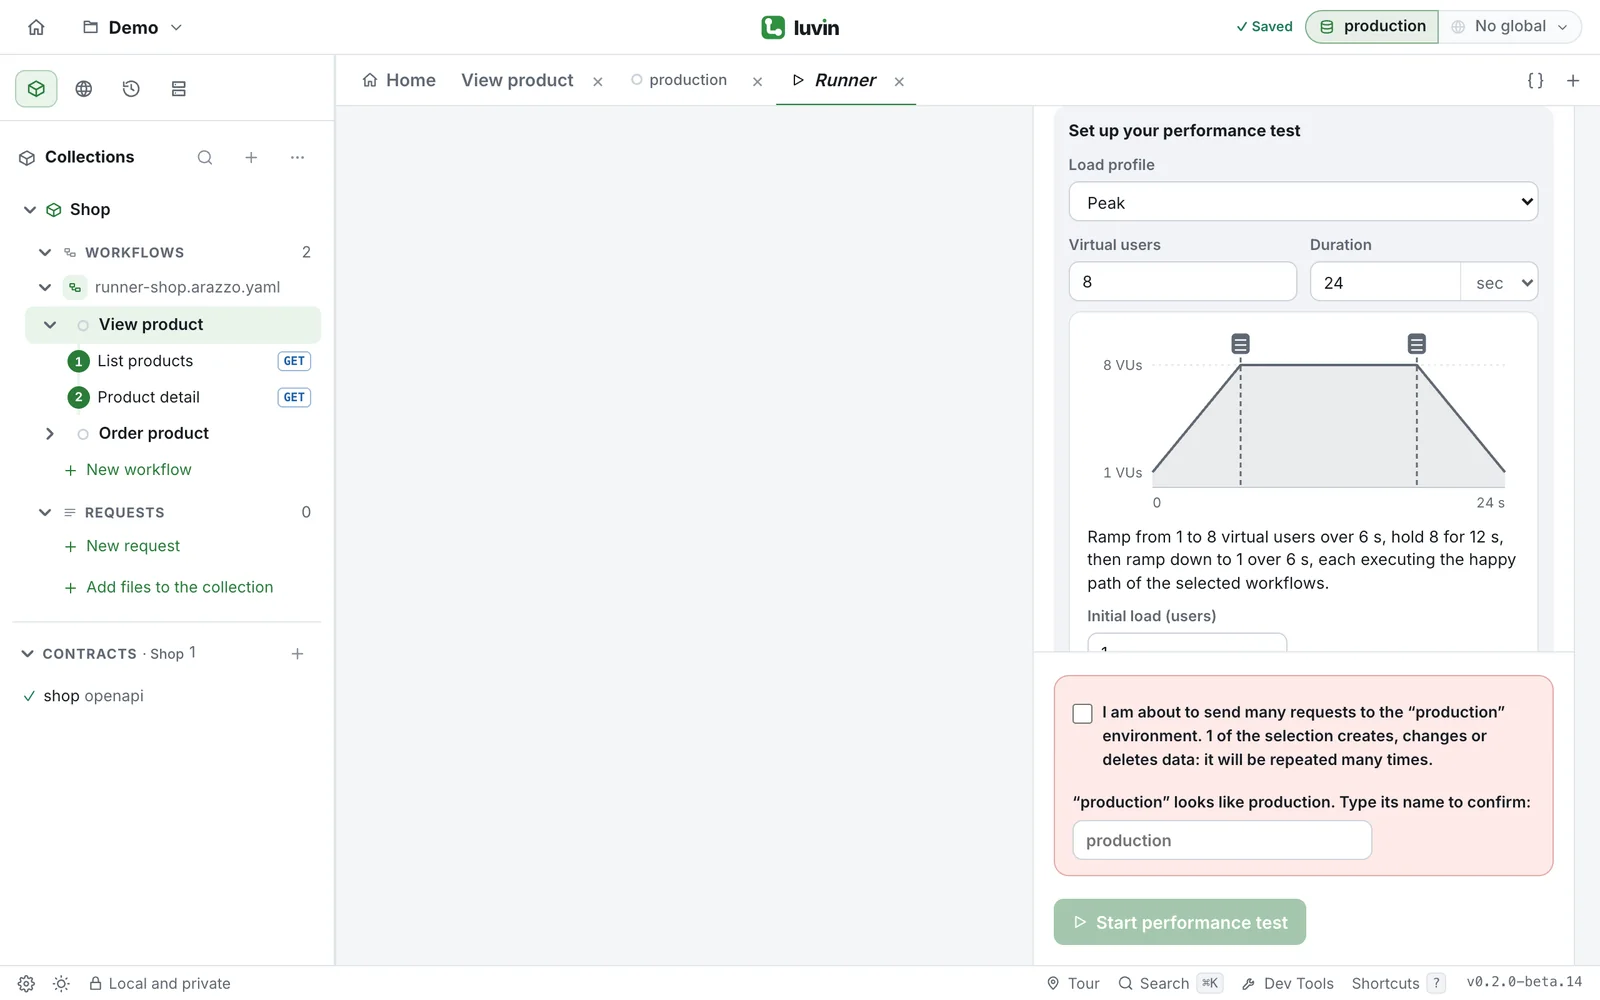 Demo
luvin
Saved
production
No global
Home
View product
production
Runner
{ }
Collections
Shop
WORKFLOWS 2
runner-shop.arazzo.yaml
View product
1 List products GET
2 Product detail GET
Order product
+ New workflow
REQUESTS 0
+ New request
+ Add files to the collection
CONTRACTS · Shop 1
shop openapi
Set up your performance test
Load profile
Peak
Virtual users
Duration
8
24
sec
8 VUs
1 VUs
0
24 s
Ramp from 1 to 8 virtual users over 6 s, hold 8 for 12 s,
then ramp down to 1 over 6 s, each executing the happy
path of the selected workflows.
Initial load (users)
1
I am about to send many requests to the “production”
environment. 1 of the selection creates, changes or
deletes data: it will be repeated many times.
“production” looks like production. Type its name to confirm:
production
Start performance test
Local and private
Tour
Search ⌘K
Dev Tools
Shortcuts ?
v0.2.0-beta.14